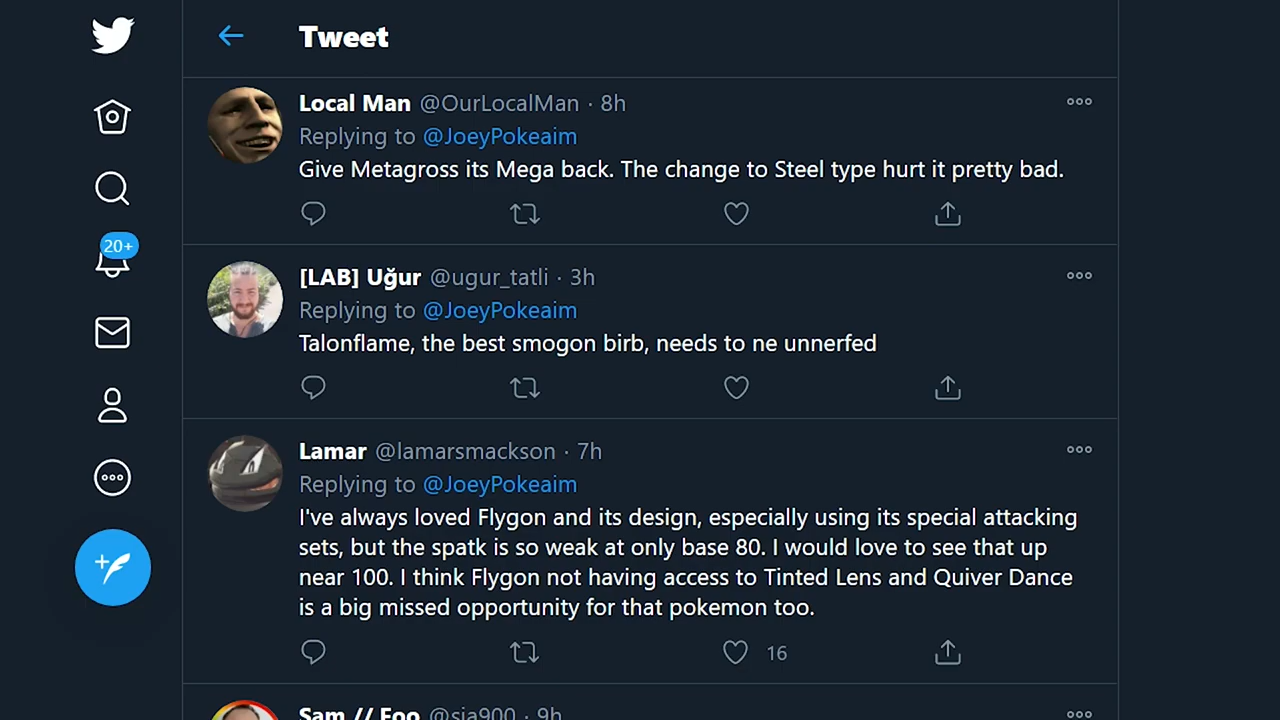 Tweet
Local Man @OurLocalMan · 8h
Replying to @JoeyPokeaim
Give Metagross its Mega back. The change to Steel type hurt it pretty bad.
20+
[LAB] Uğur @ugur_tatli · 3h
Replying to @JoeyPokeaim
Talonflame, the best smogon birb, needs to ne unnerfed
Lamar @lamarsmackson · 7h
Replying to @JoeyPokeaim
I've always loved Flygon and its design, especially using its special attacking
sets, but the spatk is so weak at only base 80. I would love to see that up
near 100. I think Flygon not having access to Tinted Lens and Quiver Dance
is a big missed opportunity for that pokemon too.
16
Sam // Foo @sja900 · 9h